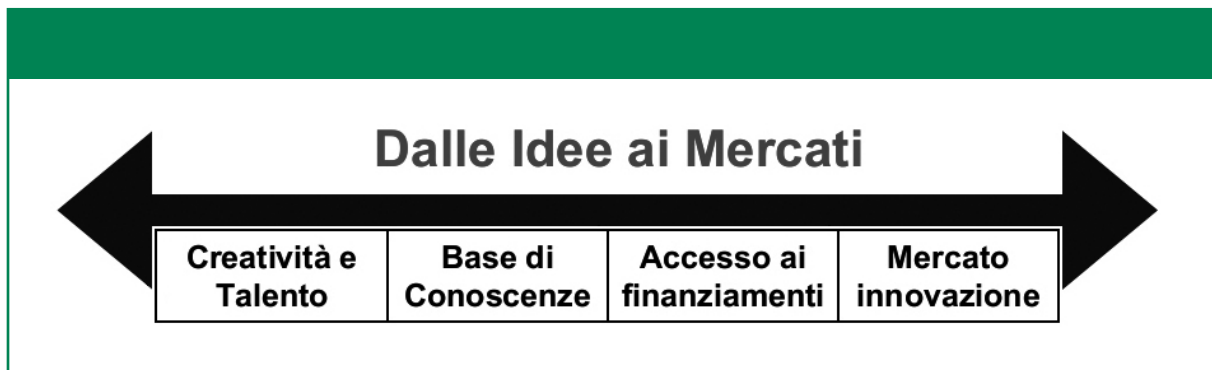 Dalle Idee ai Mercati
Creatività e
Talento
Base di
Conoscenze
Accesso ai
finanziamenti
Mercato
innovazione